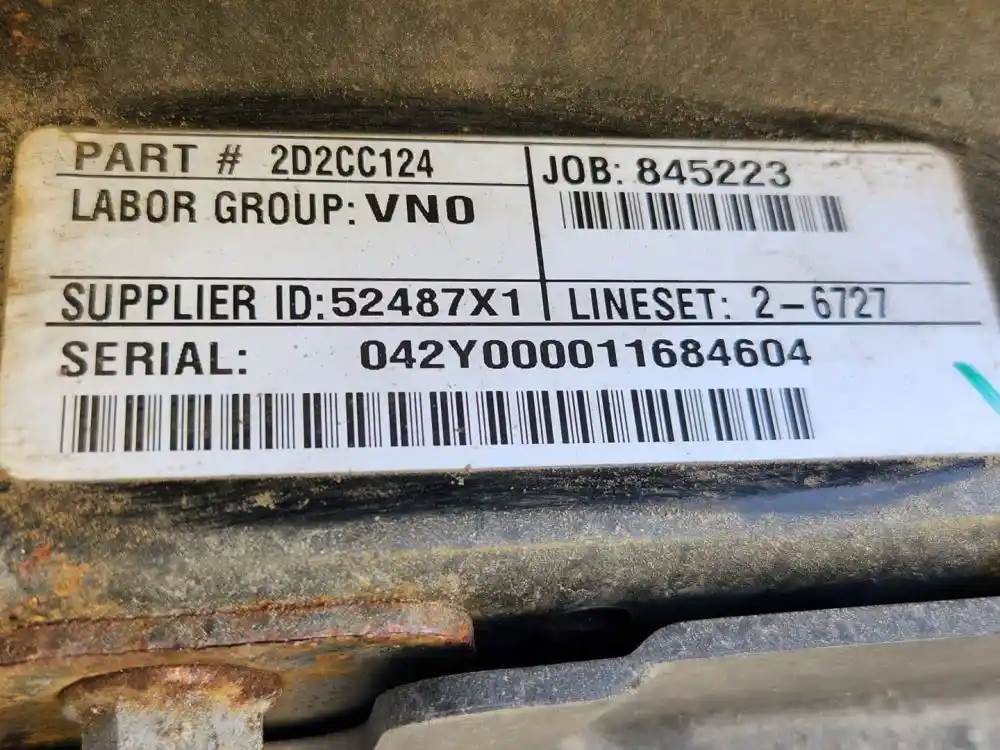 PART # 2D2CC124
JOB: 845223
LABOR GROUP: VN0
SUPPLIER ID:52487X1
LINESET: 2-6727
SERIAL: 042Y000011684604